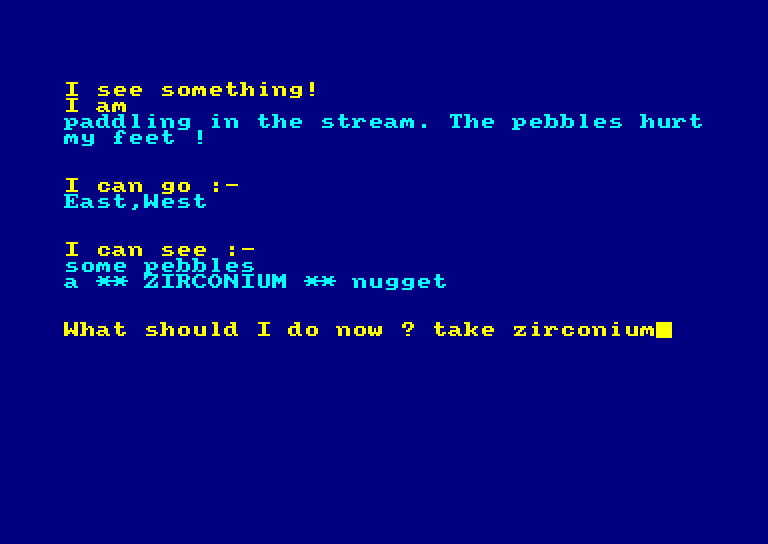 I see something!
I am
paddling in the stream. The pebbles hurt
my feet !
I can go :-
East,West
I can see :-
some pebbles
a ** ZIRCONIUM ** nugget
What should I do now ? take zirconium